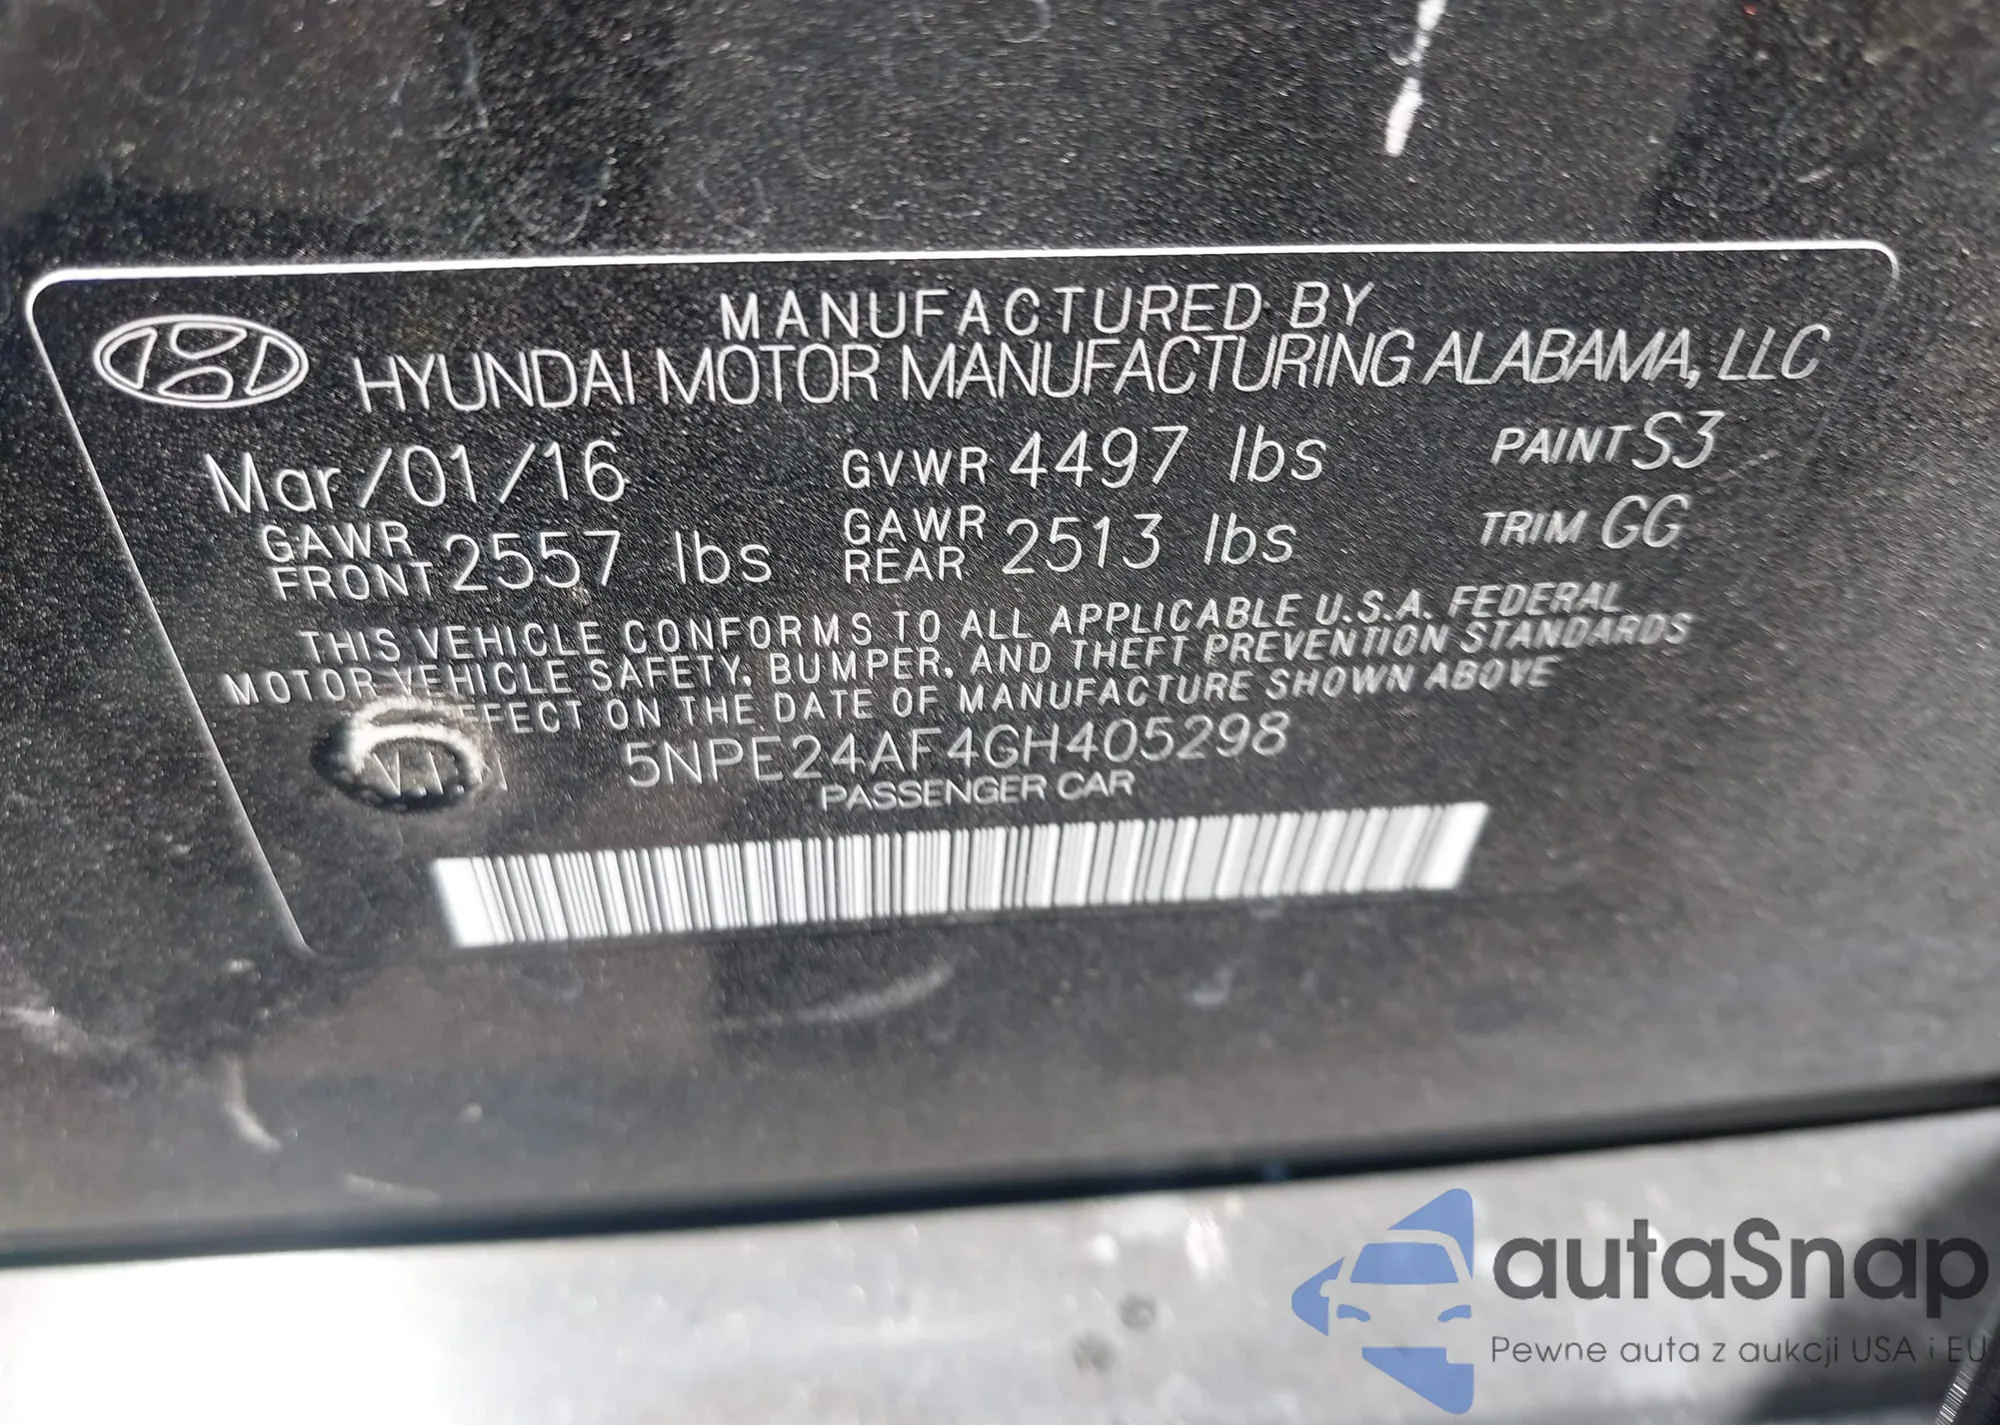 MANUFACTURED BY
HYUNDAI MOTOR MANUFACTURING ALABAMA, LLC
Mar/01/16 GVWR 4497 lbs PAINT S3
GAWR FRONT 2557 lbs GAWR REAR 2513 lbs TRIM GG
THIS VEHICLE CONFORMS TO ALL APPLICABLE U.S.A. FEDERAL
MOTOR VEHICLE SAFETY, BUMPER, AND THEFT PREVENTION STANDARDS
EFFECT ON THE DATE OF MANUFACTURE SHOWN ABOVE
5NPE24AF4GH405298
PASSENGER CAR
autaSnap
Pewne auta z aukcji USA i EU